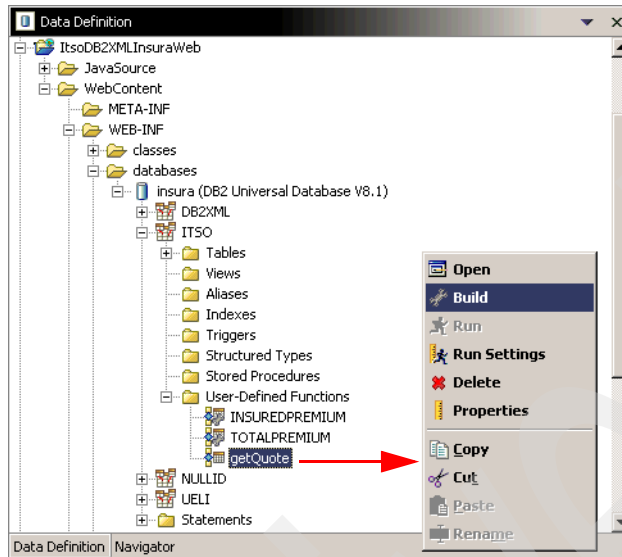 Data Definition
ItsoDB2XMLInsuraWeb
JavaSource
WebContent
META-INF
WEB-INF
classes
databases
insura (DB2 Universal Database V8.1)
DB2XML
ITSO
Tables
Views
Aliases
Indexes
Triggers
Structured Types
Stored Procedures
User-Defined Functions
INSUREDPREMIUM
TOTALPREMIUM
getQuote
NULLID
UELI
Statements
Open
Build
Run
Run Settings
Delete
Properties
Copy
Cut
Paste
Rename
Data Definition Navigator